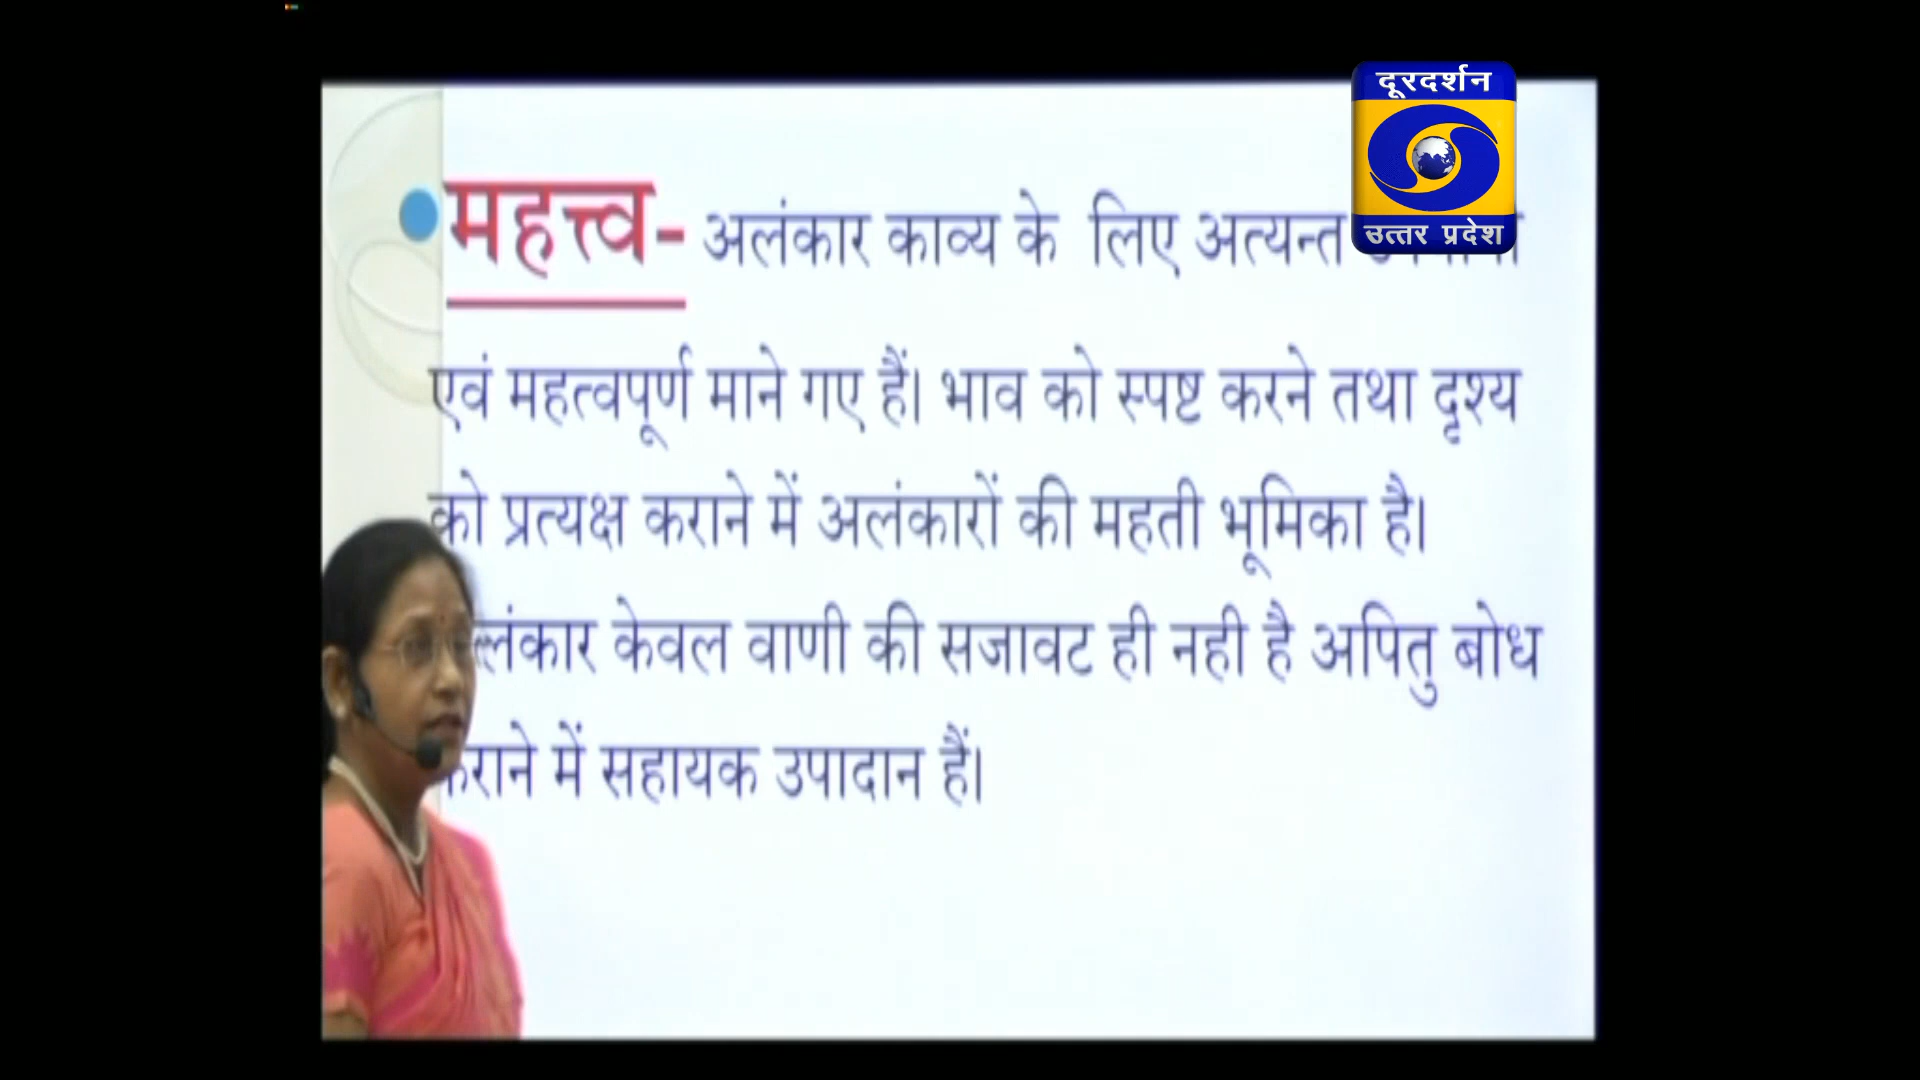 दूरदर्शन
उत्तर प्रदेश
महत्त्व- अलंकार काव्य के लिए अत्यन्त
एवं महत्वपूर्ण माने गए हैं। भाव को स्पष्ट करने तथा दृश्य
को प्रत्यक्ष कराने में अलंकारों की महती भूमिका है।
केवल वाणी की सजावट ही नही है अपितु बोध
में सहायक उपादान हैं।